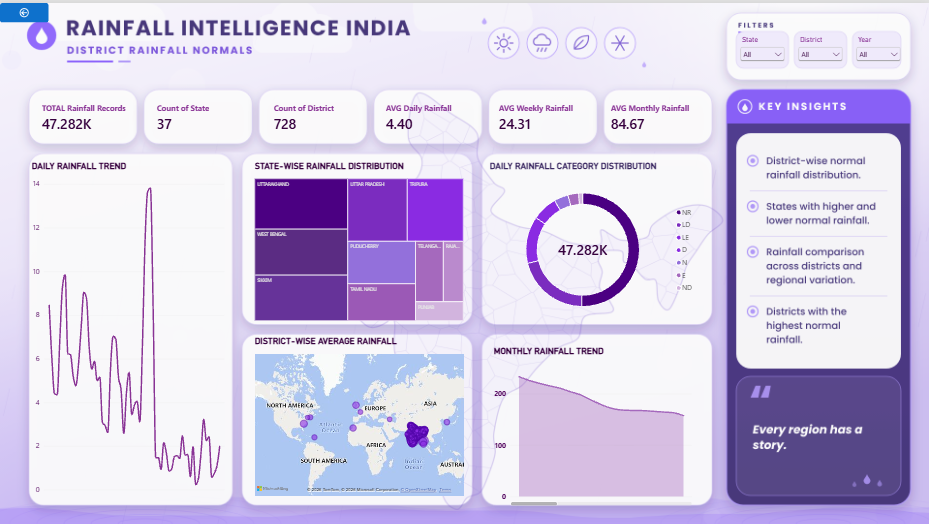 RAINFALL INTELLIGENCE INDIA
DISTRICT RAINFALL NORMALS
FILTERS
State
District
Year
All
All
All
TOTAL Rainfall Records
47.282K
Count of State
37
Count of District
728
AVG Daily Rainfall
4.40
AVG Weekly Rainfall
24.31
AVG Monthly Rainfall
84.67
DAILY RAINFALL TREND
14
12
10
8
6
4
2
0
STATE-WISE RAINFALL DISTRIBUTION
UTTARAKHAND
WEST BENGAL
SIKKIM
UTTAR PRADESH
TRIPURA
PUDUCHERRY
TELANGA...
TAMIL NADU
DAILY RAINFALL CATEGORY DISTRIBUTION
47.282K
NR
LD
LE
D
N
E
ND
DISTRICT-WISE AVERAGE RAINFALL
NORTH AMERICA
EUROPE
ASIA
Atlantic
Ocean
AFRICA
SOUTH AMERICA
Indian
Ocean
AUSTRAL
MONTHLY RAINFALL TREND
200
100
0
KEY INSIGHTS
District-wise normal
rainfall distribution.
States with higher and
lower normal rainfall.
Rainfall comparison
across districts and
regional variation.
Districts with the
highest normal
rainfall.
Every region has a
story.